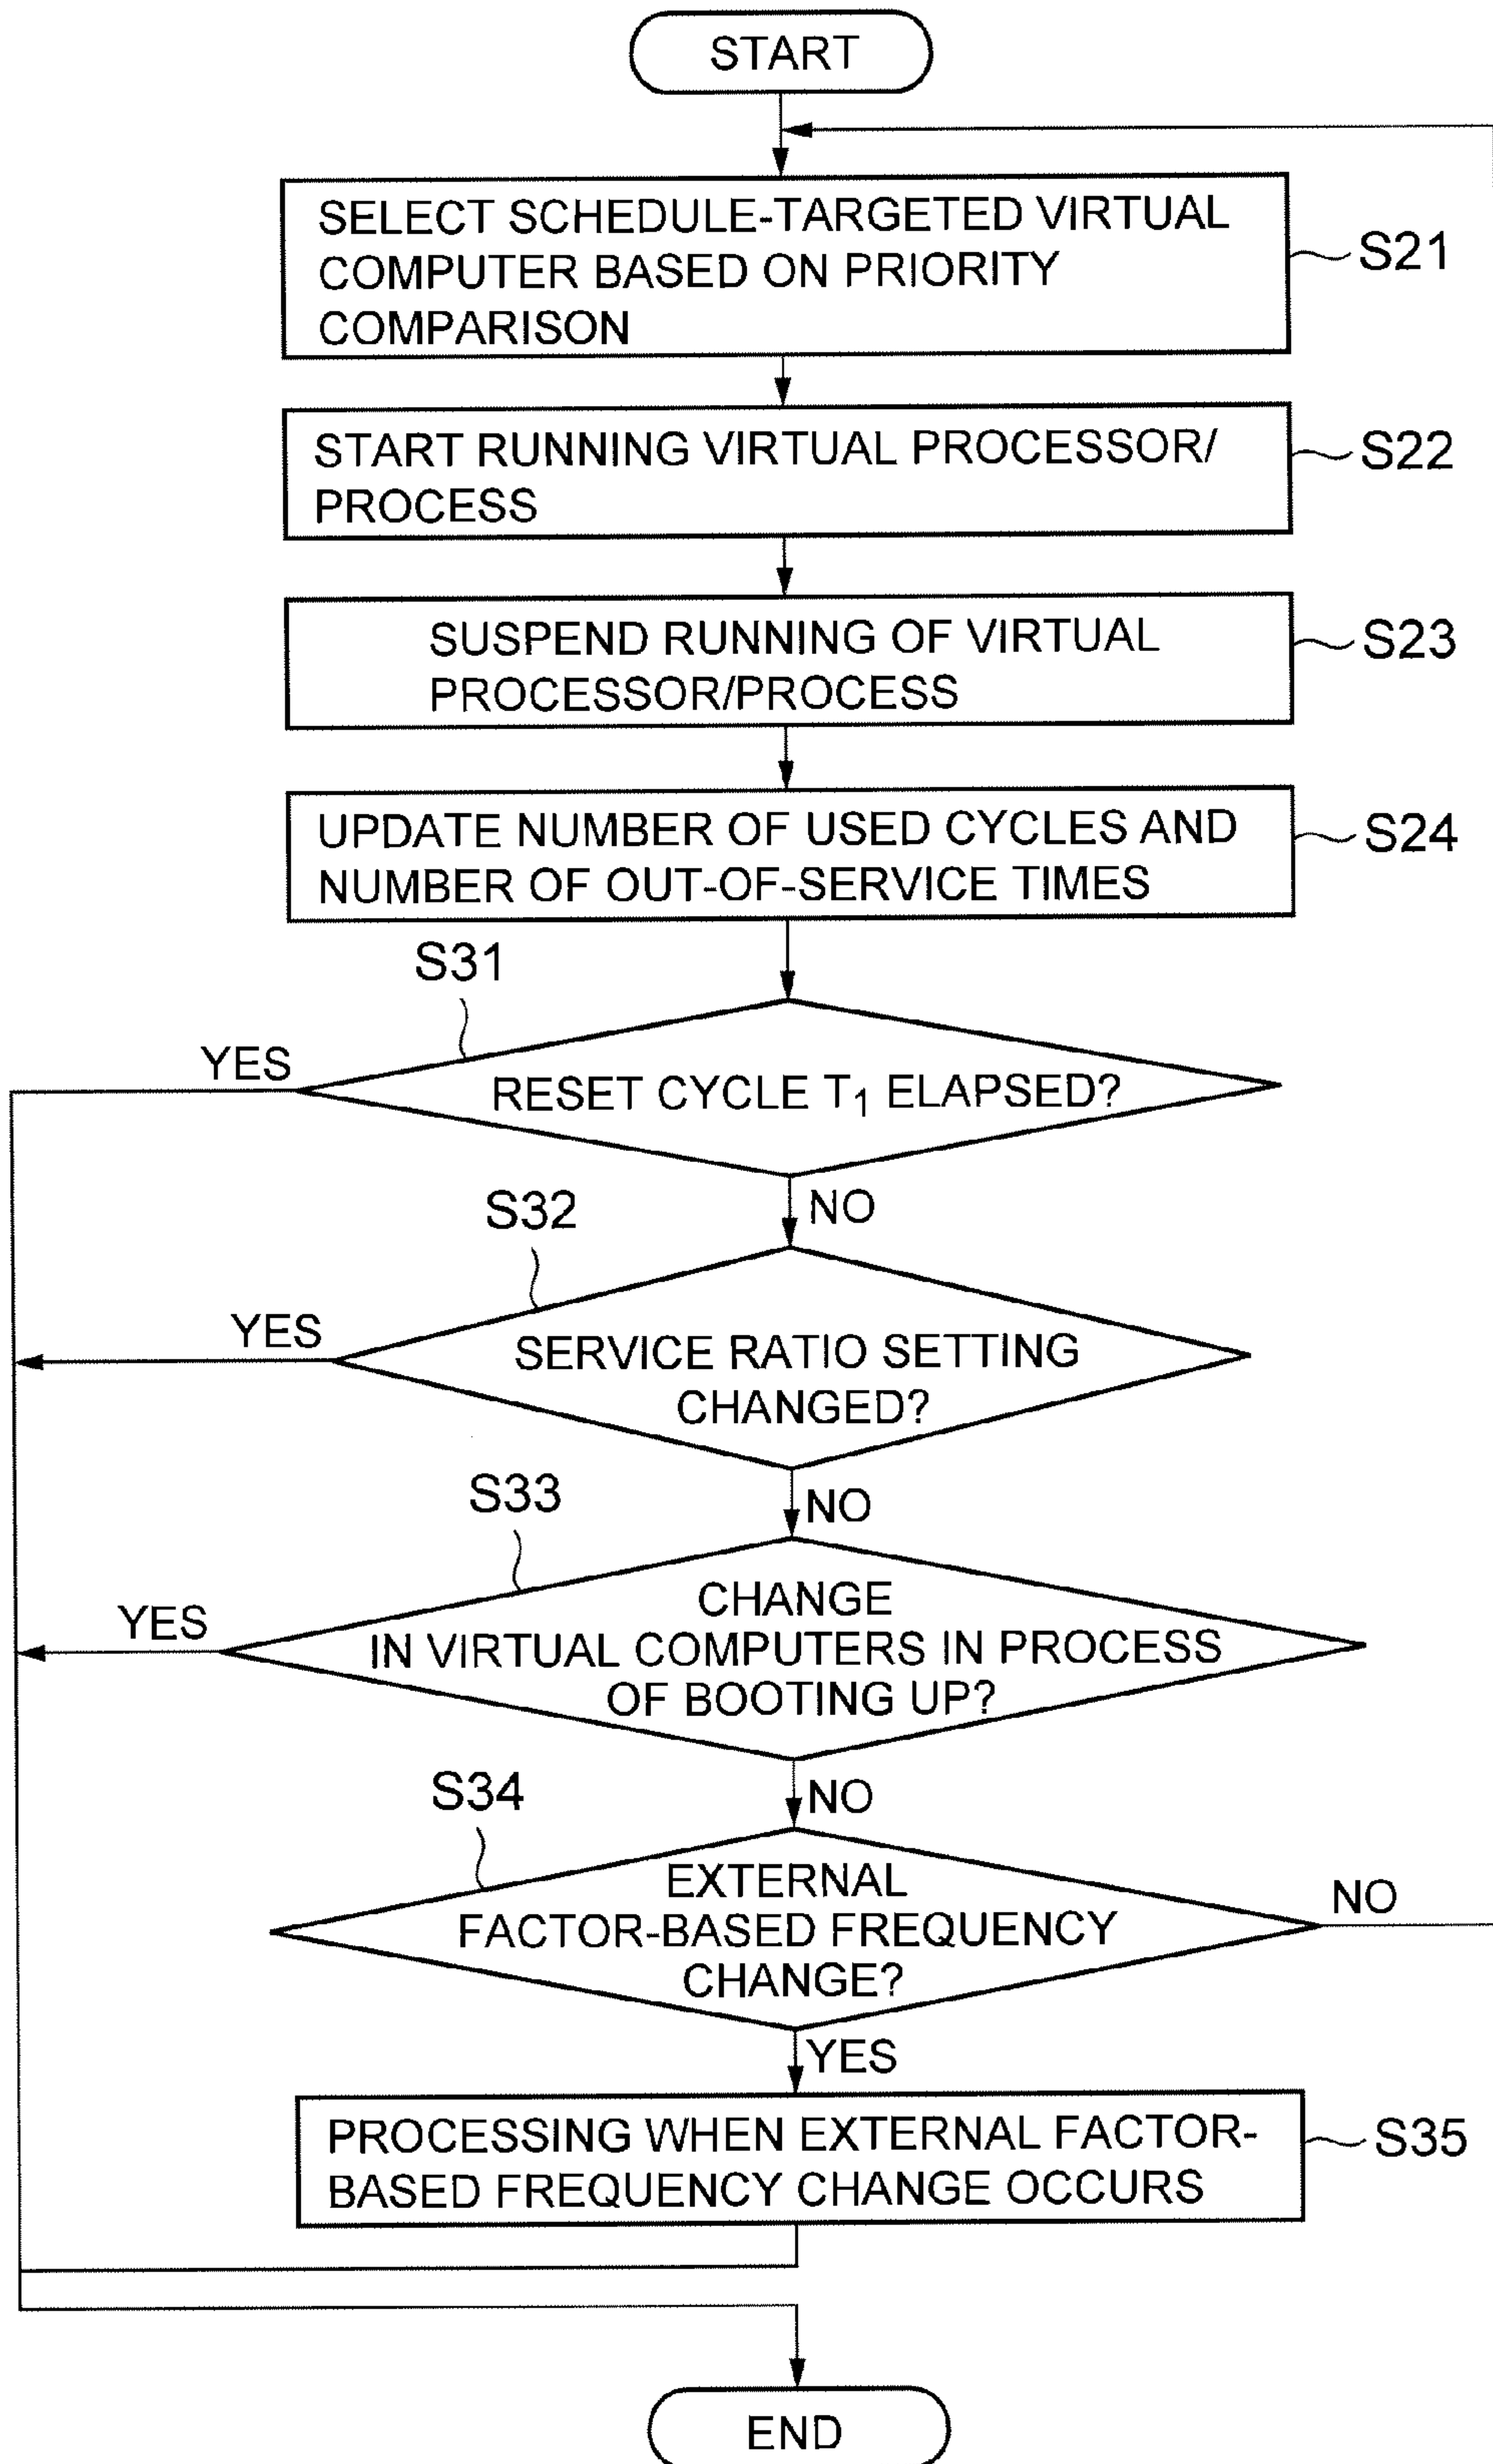 START
SELECT SCHEDULE-TARGETED VIRTUAL
COMPUTER BASED ON PRIORITY
COMPARISON
S21
START RUNNING VIRTUAL PROCESSOR/
PROCESS
S22
SUSPEND RUNNING OF VIRTUAL
PROCESSOR/PROCESS
S23
UPDATE NUMBER OF USED CYCLES AND
NUMBER OF OUT-OF-SERVICE TIMES
S24
S31
YES
RESET CYCLE T₁ ELAPSED?
NO
S32
YES
SERVICE RATIO SETTING
CHANGED?
NO
S33
YES
CHANGE
IN VIRTUAL COMPUTERS IN PROCESS
OF BOOTING UP?
NO
S34
EXTERNAL
FACTOR-BASED FREQUENCY
CHANGE?
NO
YES
PROCESSING WHEN EXTERNAL FACTOR-
BASED FREQUENCY CHANGE OCCURS
S35
END